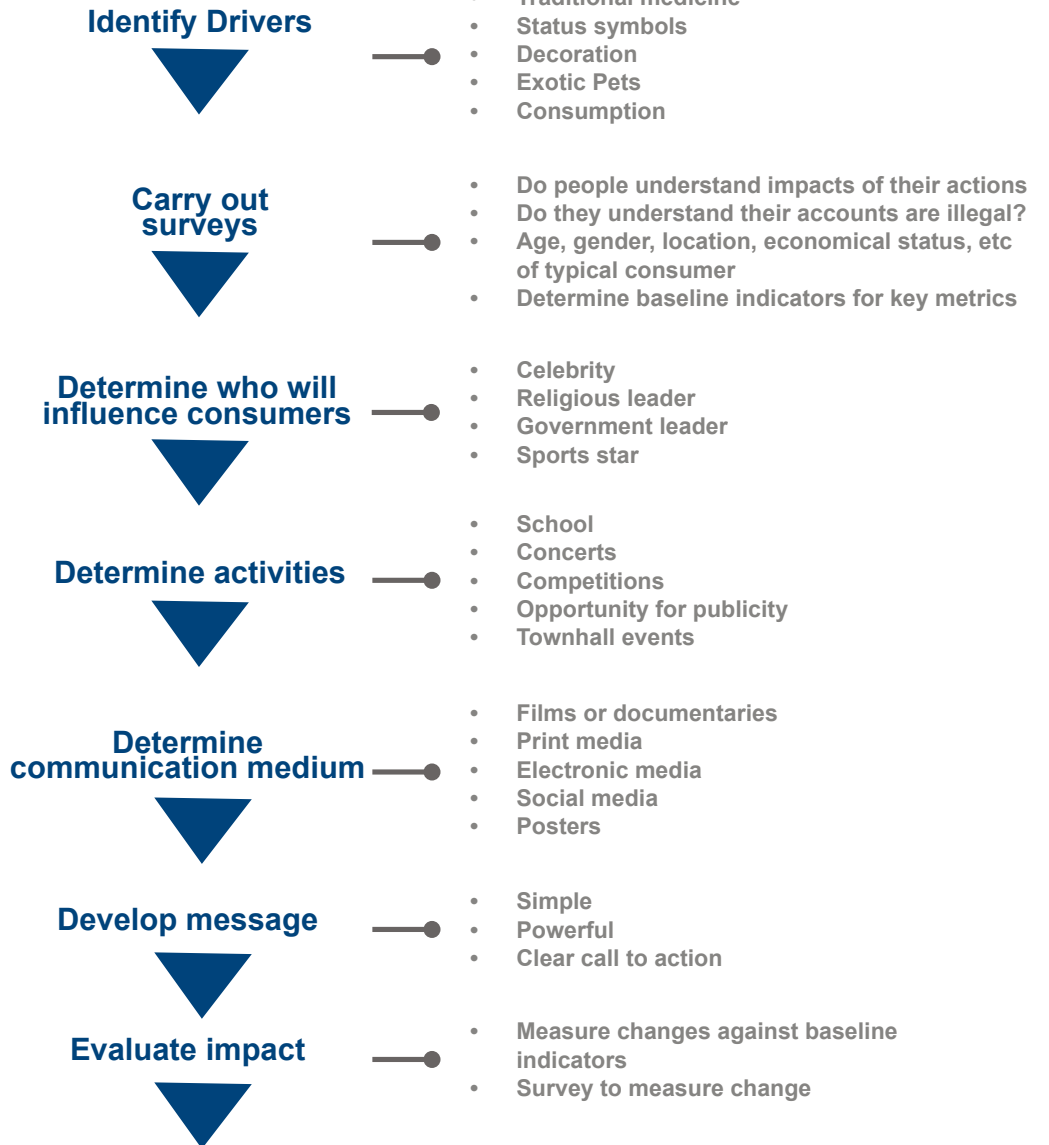 • Traditional medicine
Identify Drivers
• Status symbols
• Decoration
• Exotic Pets
• Consumption
Carry out
surveys
• Do people understand impacts of their actions
• Do they understand their accounts are illegal?
• Age, gender, location, economical status, etc
of typical consumer
• Determine baseline indicators for key metrics
Determine who will
influence consumers
• Celebrity
• Religious leader
• Government leader
• Sports star
Determine activities
• School
• Concerts
• Competitions
• Opportunity for publicity
• Townhall events
Determine
communication medium
• Films or documentaries
• Print media
• Electronic media
• Social media
• Posters
Develop message
• Simple
• Powerful
• Clear call to action
Evaluate impact
• Measure changes against baseline
indicators
• Survey to measure change